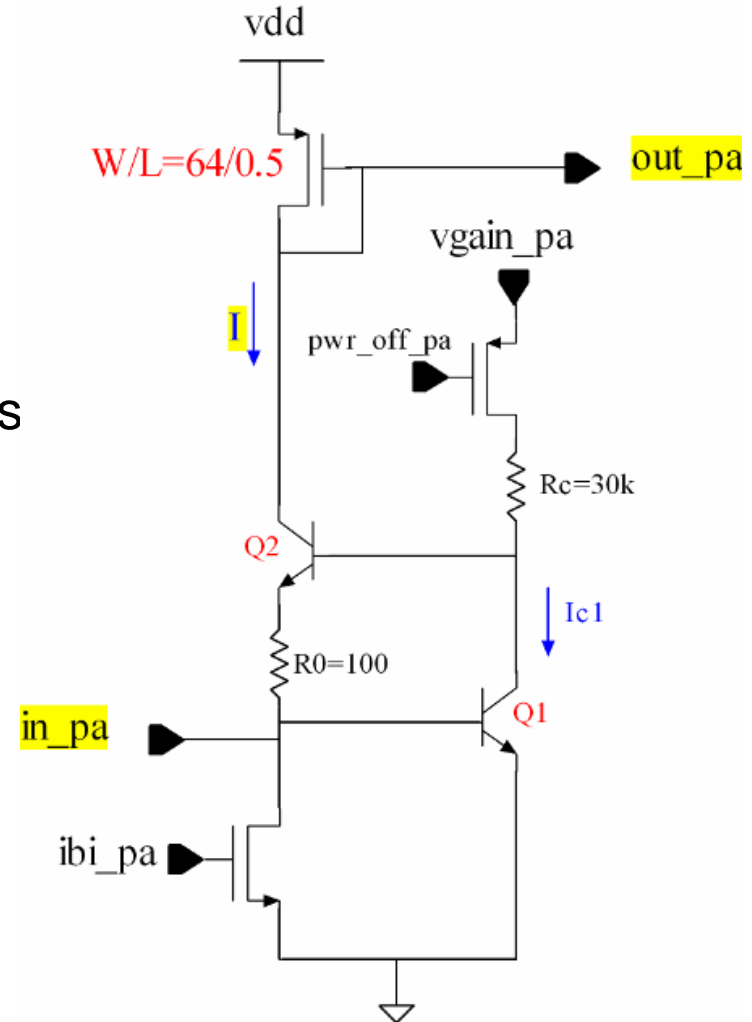 vdd
W/L=64/0.5
out_pa
vgain_pa
I
pwr_off_pa
s
Rc=30k
Q2
Ic1
R0=100
in_pa
Q1
ibi_pa